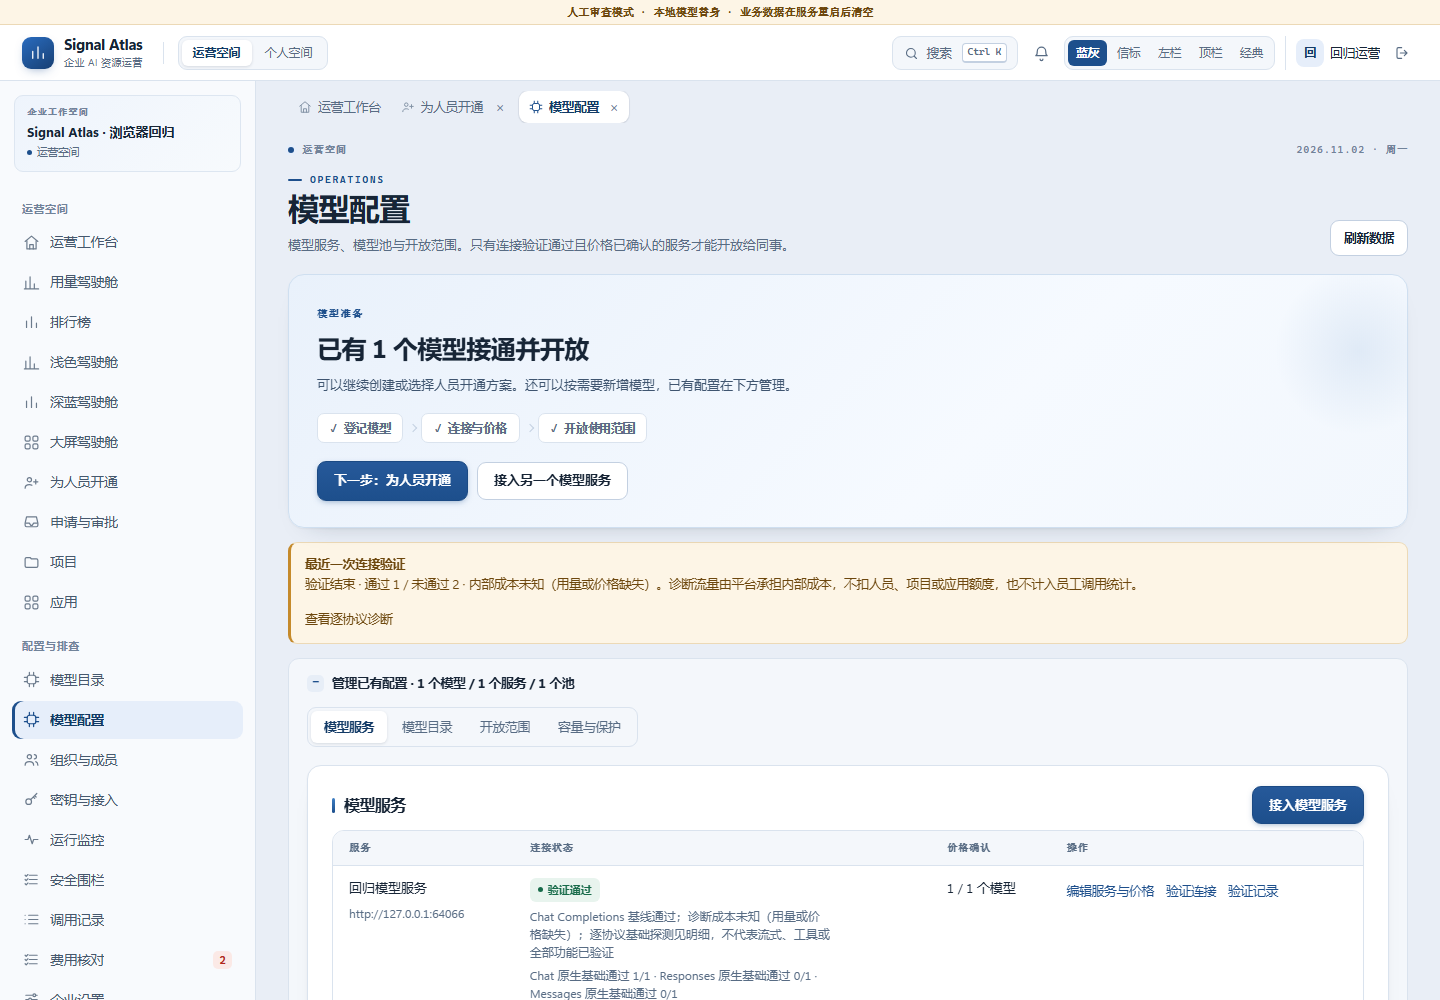 人工审查模式 · 本地模型替身 · 业务数据在服务重启后清空
Signal Atlas
企业 AI 资源运营
运营空间 个人空间
搜索 Ctrl K
蓝灰 信标 左栏 顶栏 经典
回 回归运营
企业工作空间
Signal Atlas · 浏览器回归
运营空间
运营空间
运营工作台
用量驾驶舱
排行榜
浅色驾驶舱
深蓝驾驶舱
大屏驾驶舱
为人员开通
申请与审批
项目
应用
配置与排查
模型目录
模型配置
组织与成员
密钥与接入
运行监控
安全围栏
调用记录
费用核对 2
企业设置
运营工作台 为人员开通 × 模型配置 ×
运营空间
2026.11.02 · 周一
OPERATIONS
模型配置
模型服务、模型池与开放范围。只有连接验证通过且价格已确认的服务才能开放给同事。
刷新数据
模型准备
已有 1 个模型接通并开放
可以继续创建或选择人员开通方案。还可以按需要新增模型，已有配置在下方管理。
✓ 登记模型 › ✓ 连接与价格 › ✓ 开放使用范围
下一步：为人员开通 接入另一个模型服务
最近一次连接验证
验证结束 · 通过 1 / 未通过 2 · 内部成本未知（用量或价格缺失）。诊断流量由平台承担内部成本，不扣人员、项目或应用额度，也不计入员工调用统计。
查看逐协议诊断
− 管理已有配置 · 1 个模型 / 1 个服务 / 1 个池
模型服务 模型目录 开放范围 容量与保护
模型服务
接入模型服务
服务 连接状态 价格确认 操作
回归模型服务
http://127.0.0.1:64066
验证通过
Chat Completions 基线通过；诊断成本未知（用量或价
格缺失）；逐协议基础探测见明细，不代表流式、工具或
全部功能已验证
Chat 原生基础通过 1/1 · Responses 原生基础通过 0/1 ·
Messages 原生基础通过 0/1
1 / 1 个模型
编辑服务与价格 验证连接 验证记录